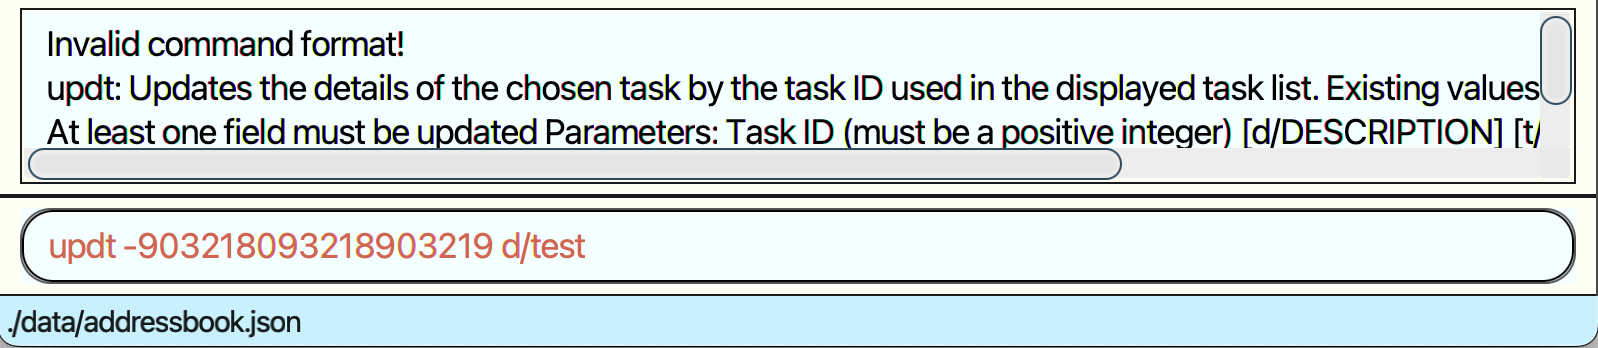 Invalid command format!
updt: Updates the details of the chosen task by the task ID used in the displayed task list. Existing values
At least one field must be updated Parameters: Task ID (must be a positive integer) [d/DESCRIPTION] [t/
updt -903218093218903219 d/test
./data/addressbook.json